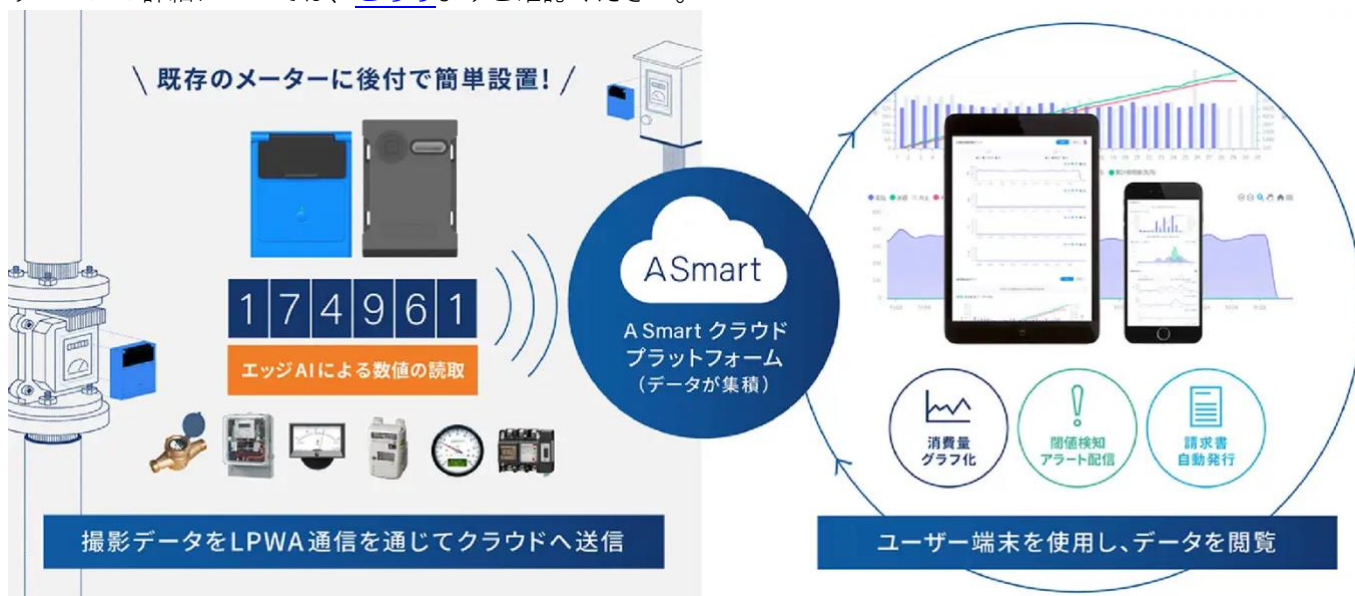 \ 既存のメーターに後付で簡単設置! /
174961
エッジAIによる数値の読取
撮影データをLPWA通信を通じてクラウドへ送信
ASmart
A Smart クラウド
プラットフォーム
(データが集積)
消費量
グラフ化
閾値検知
アラート配信
請求書
自動発行
ユーザー端末を使用し、データを閲覧